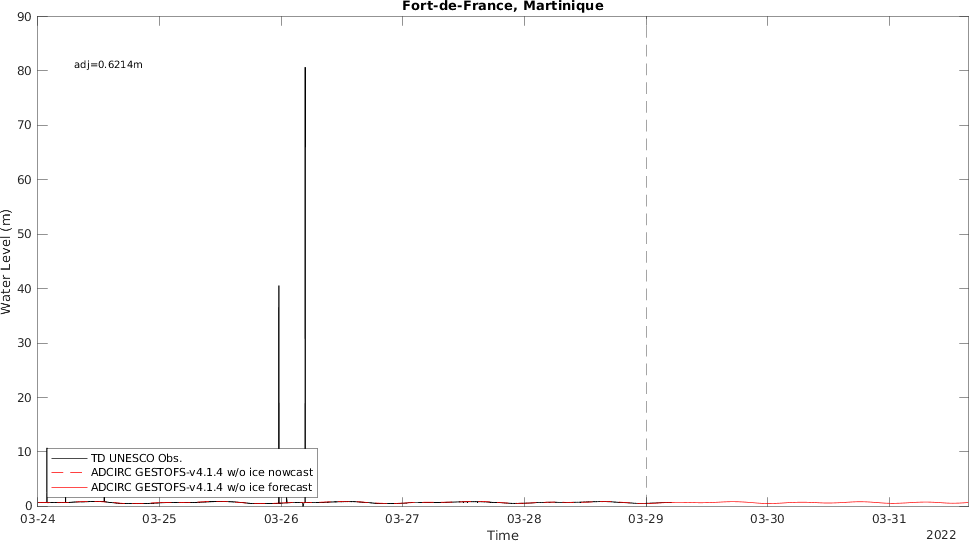 Fort-de-France, Martinique
90
adj=0.6214m
80
70
60
50
40
30
20
10
0
Water Level (m)
TD UNESCO Obs.
ADCIRC GESTOFS-v4.1.4 w/o ice nowcast
ADCIRC GESTOFS-v4.1.4 w/o ice forecast
03-24 03-25 03-26 03-27 03-28 03-29 03-30 03-31
Time
2022